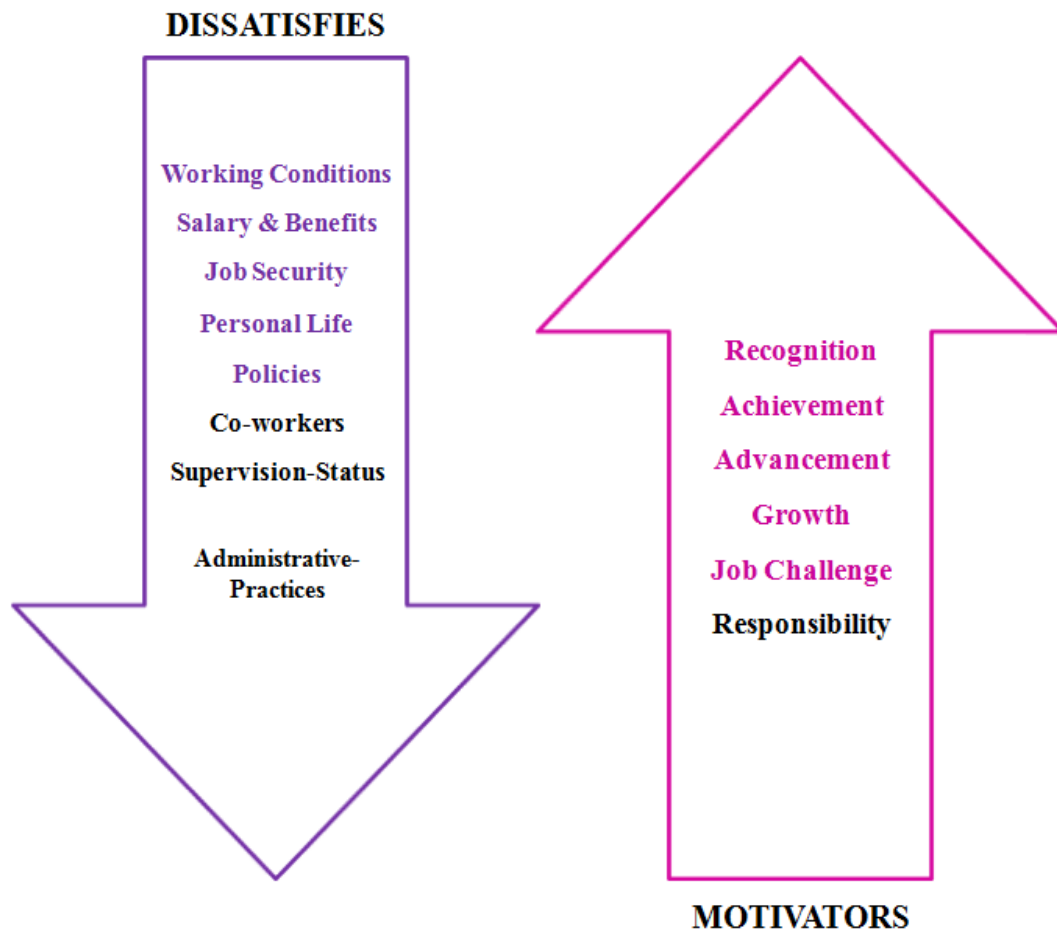 DISSATISFIES
Working Conditions
Salary & Benefits
Job Security
Personal Life
Policies
Co-workers
Supervision-Status
Administrative-
Practices
Recognition
Achievement
Advancement
Growth
Job Challenge
Responsibility
MOTIVATORS